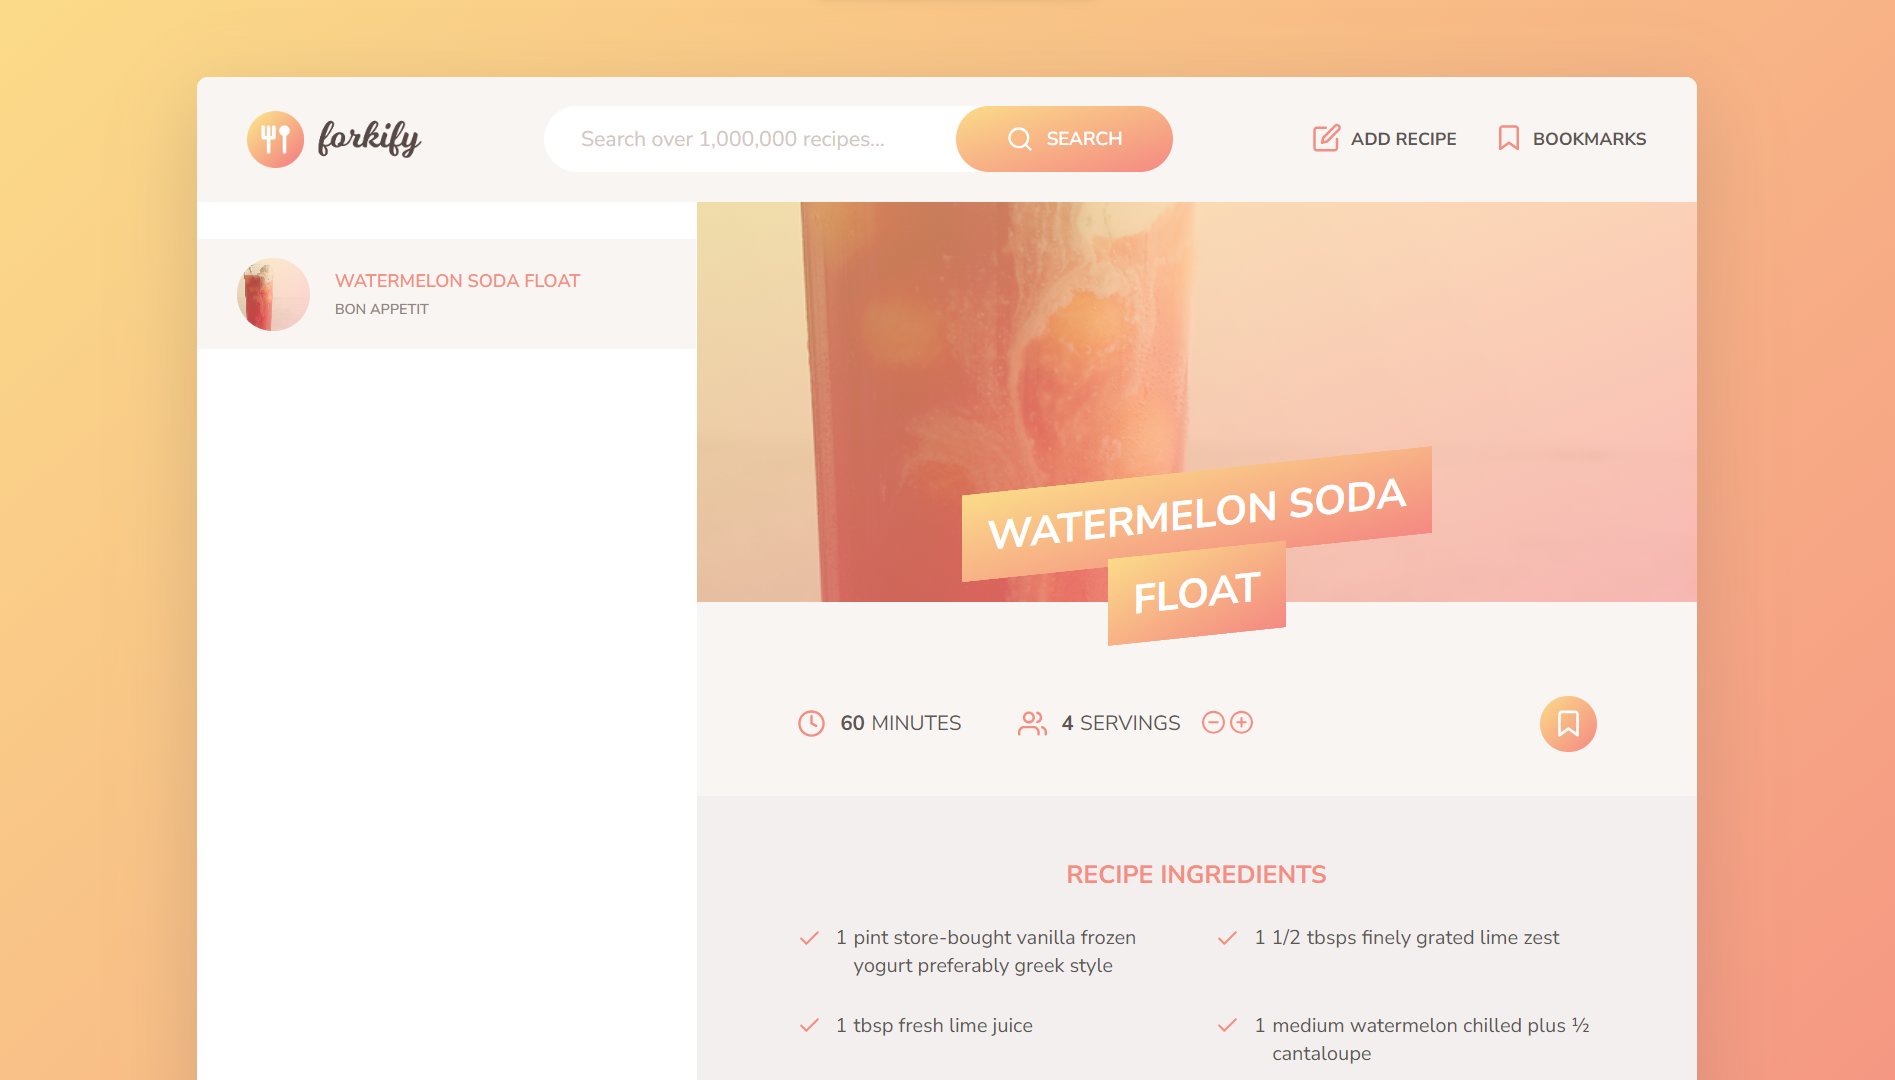 forkify
Search over 1,000,000 recipes...
SEARCH
ADD RECIPE
BOOKMARKS
WATERMELON SODA FLOAT
BON APPETIT
WATERMELON SODA
FLOAT
60 MINUTES
4 SERVINGS
RECIPE INGREDIENTS
1 pint store-bought vanilla frozen
yogurt preferably greek style
1 1/2 tbsps finely grated lime zest
1 tbsp fresh lime juice
1 medium watermelon chilled plus ½
cantaloupe